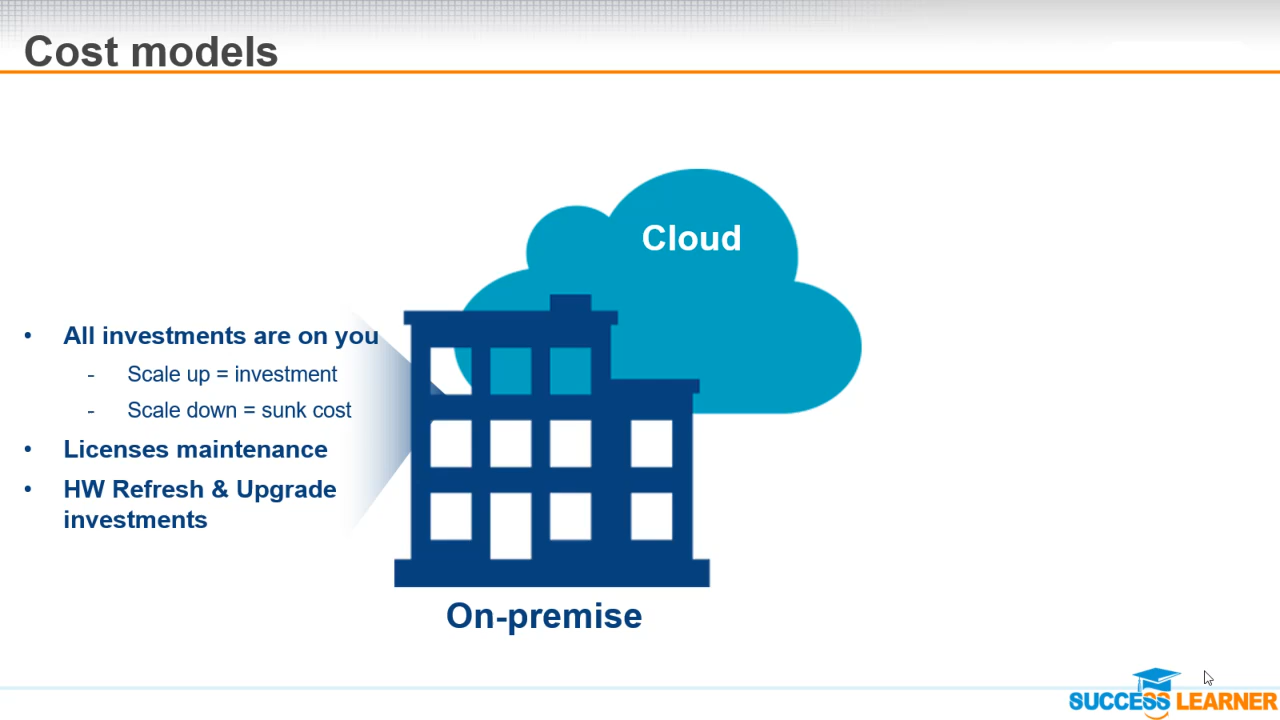 Cost models
Cloud
• All investments are on you
- Scale up = investment
- Scale down = sunk cost
• Licenses maintenance
• HW Refresh & Upgrade
investments
On-premise
SUCCESS LEARNER